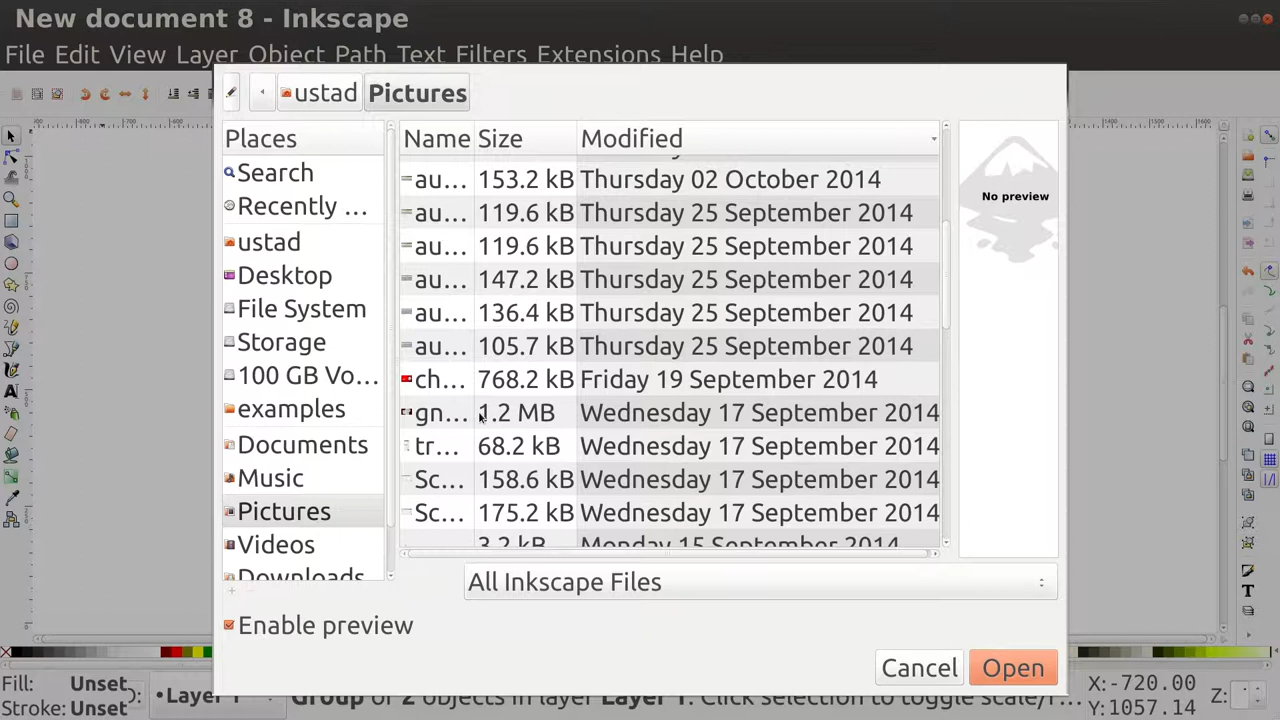 New document 8 - Inkscape
File Edit View Layer Object Path Text Filters Extensions Help
ustad Pictures
Places
Search
Recently ...
ustad
Desktop
File System
Storage
100 GB Vo...
examples
Documents
Music
Pictures
Videos
Downloads
Name Size Modified
au... 153.2 kB Thursday 02 October 2014
au... 119.6 kB Thursday 25 September 2014
au... 119.6 kB Thursday 25 September 2014
au... 147.2 kB Thursday 25 September 2014
au... 136.4 kB Thursday 25 September 2014
au... 105.7 kB Thursday 25 September 2014
ch... 768.2 kB Friday 19 September 2014
gn... 1.2 MB Wednesday 17 September 2014
tr... 68.2 kB Wednesday 17 September 2014
Sc... 158.6 kB Wednesday 17 September 2014
Sc... 175.2 kB Wednesday 17 September 2014
3.2 kB Monday 15 September 2014
No preview
All Inkscape Files
Enable preview
Cancel Open
Fill: Unset
Stroke: Unset
Group of 2 objects in layer Layer 1. Click selection to toggle scale/r...
X: -720.00
Y: 1057.14
Z: